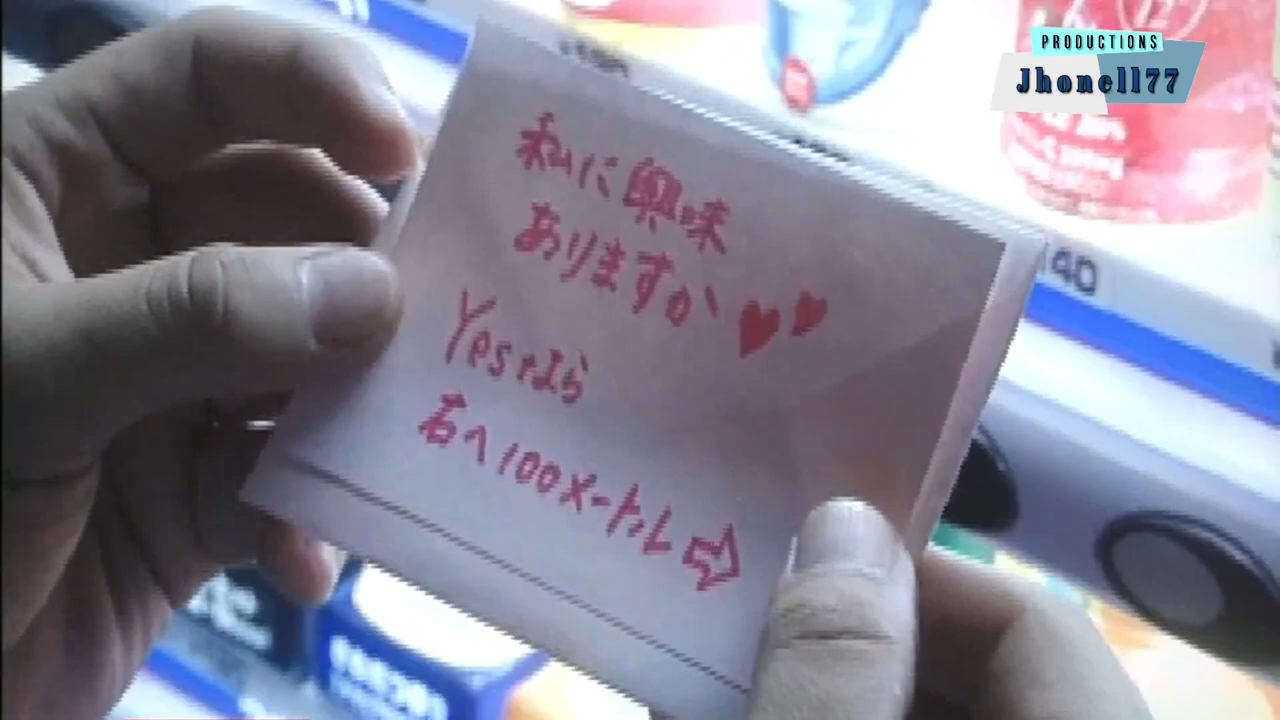 PRODUCTIONS
Jhonell77
私に興味
ありますか♥♥
Yesなら
右へ100メートル⇨
140